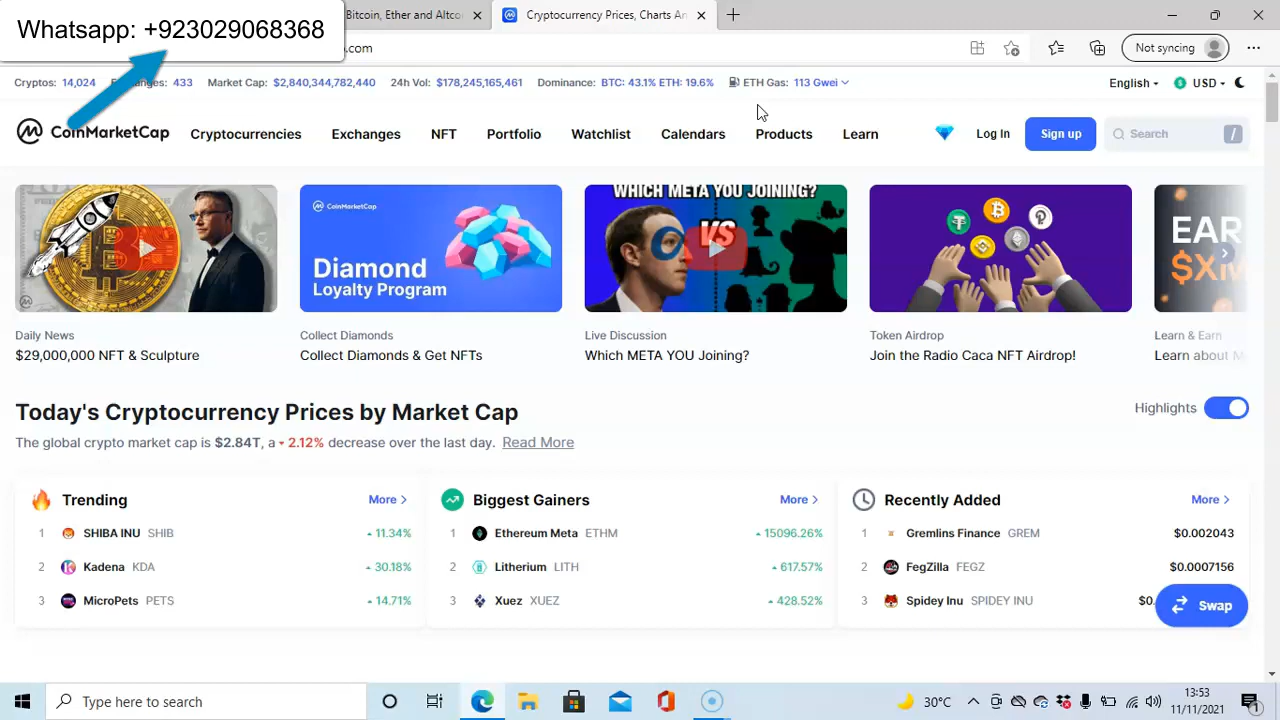 Whatsapp: +923029068368
Bitcoin, Ether and Altco
Cryptocurrency Prices, Charts An
.com
Not syncing
Cryptos: 14,024
433
Market Cap: $2,840,344,782,440
24h Vol: $178,245,165,461
Dominance: BTC: 43.1% ETH: 19.6%
ETH Gas: 113 Gwei
English
USD
CoinMarketCap
Cryptocurrencies
Exchanges
NFT
Portfolio
Watchlist
Calendars
Products
Learn
Log In
Sign up
Search
/
CoinMarketCap
Diamond
Loyalty Program
WHICH META YOU JOINING?
VS
EAR
Daily News
$29,000,000 NFT & Sculpture
Collect Diamonds
Collect Diamonds & Get NFTs
Live Discussion
Which META YOU Joining?
Token Airdrop
Join the Radio Caca NFT Airdrop!
Learn & Earn
Learn about
Today's Cryptocurrency Prices by Market Cap
Highlights
The global crypto market cap is $2.84T, a 2.12% decrease over the last day. Read More
Trending
More
1 SHIBA INU SHIB 11.34%
2 Kadena KDA 30.18%
3 MicroPets PETS 14.71%
Biggest Gainers
More
1 Ethereum Meta ETHM 15096.26%
2 Litherium LITH 617.57%
3 Xuez XUEZ 428.52%
Recently Added
More
1 Gremlins Finance GREM $0.002043
2 FegZilla FEGZ $0.0007156
3 Spidey Inu SPIDEY INU $0.
Swap
Type here to search
30°C
13:53
11/11/2021
1